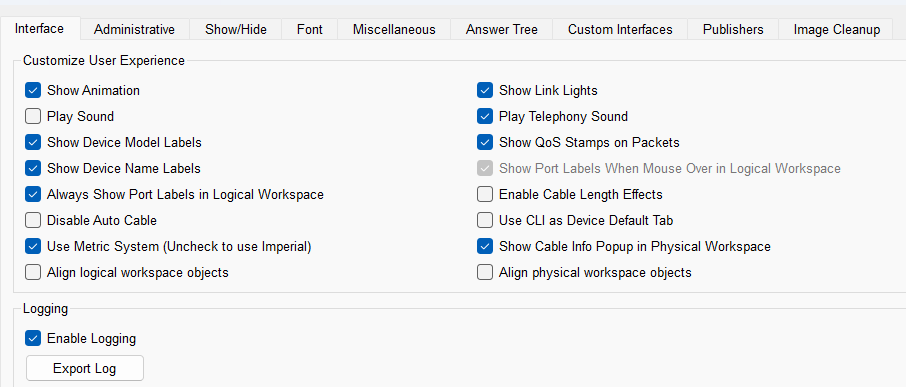 Interface Administrative Show/Hide Font Miscellaneous Answer Tree Custom Interfaces Publishers Image Cleanup
Customize User Experience
Show Animation Show Link Lights
Play Sound Play Telephony Sound
Show Device Model Labels Show QoS Stamps on Packets
Show Device Name Labels Show Port Labels When Mouse Over in Logical Workspace
Always Show Port Labels in Logical Workspace Enable Cable Length Effects
Disable Auto Cable Use CLI as Device Default Tab
Use Metric System (Uncheck to use Imperial) Show Cable Info Popup in Physical Workspace
Align logical workspace objects Align physical workspace objects
Logging
Enable Logging
Export Log